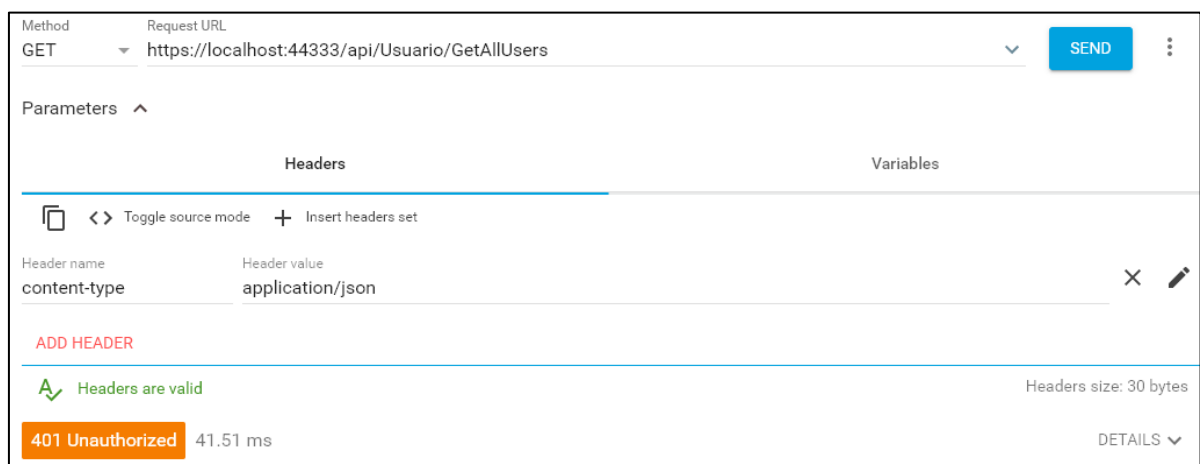 Method Request URL
GET https://localhost:44333/api/Usuario/GetAllUsers SEND
Parameters
Headers Variables
Toggle source mode Insert headers set
Header name Header value
content-type application/json
ADD HEADER
Headers are valid Headers size: 30 bytes
401 Unauthorized 41.51 ms DETAILS